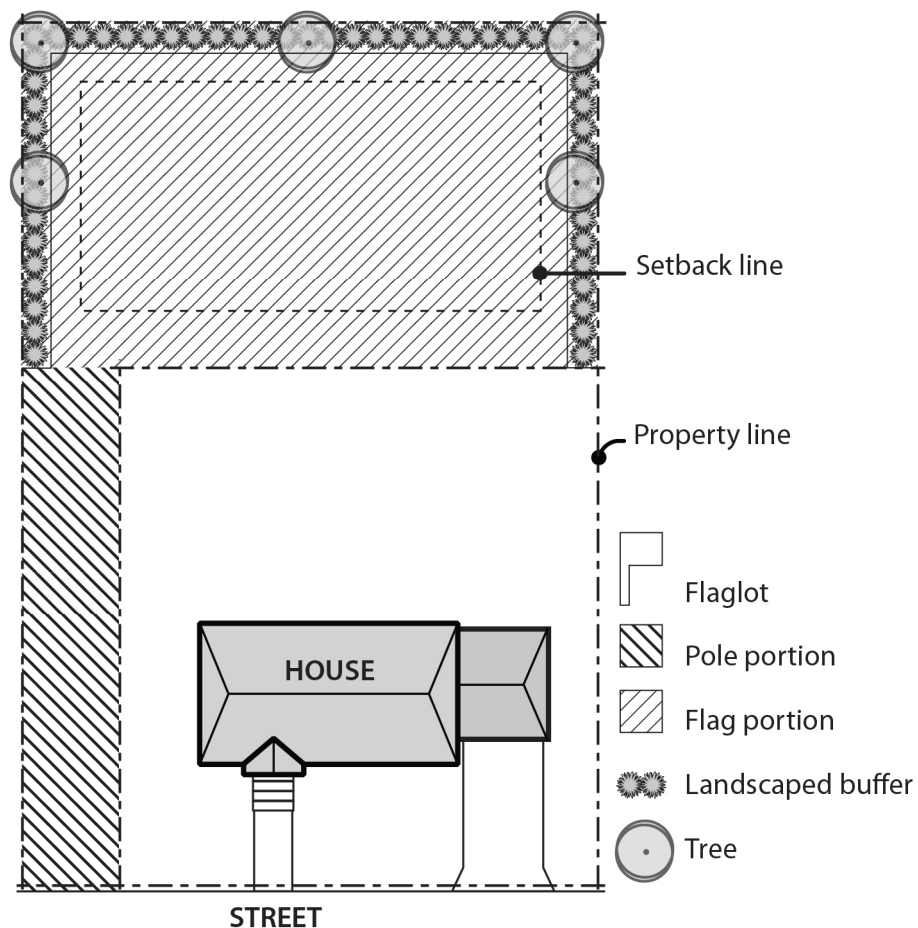 Setback line
Property line
Flaglot
Pole portion
HOUSE
Flag portion
Landscaped buffer
Tree
STREET